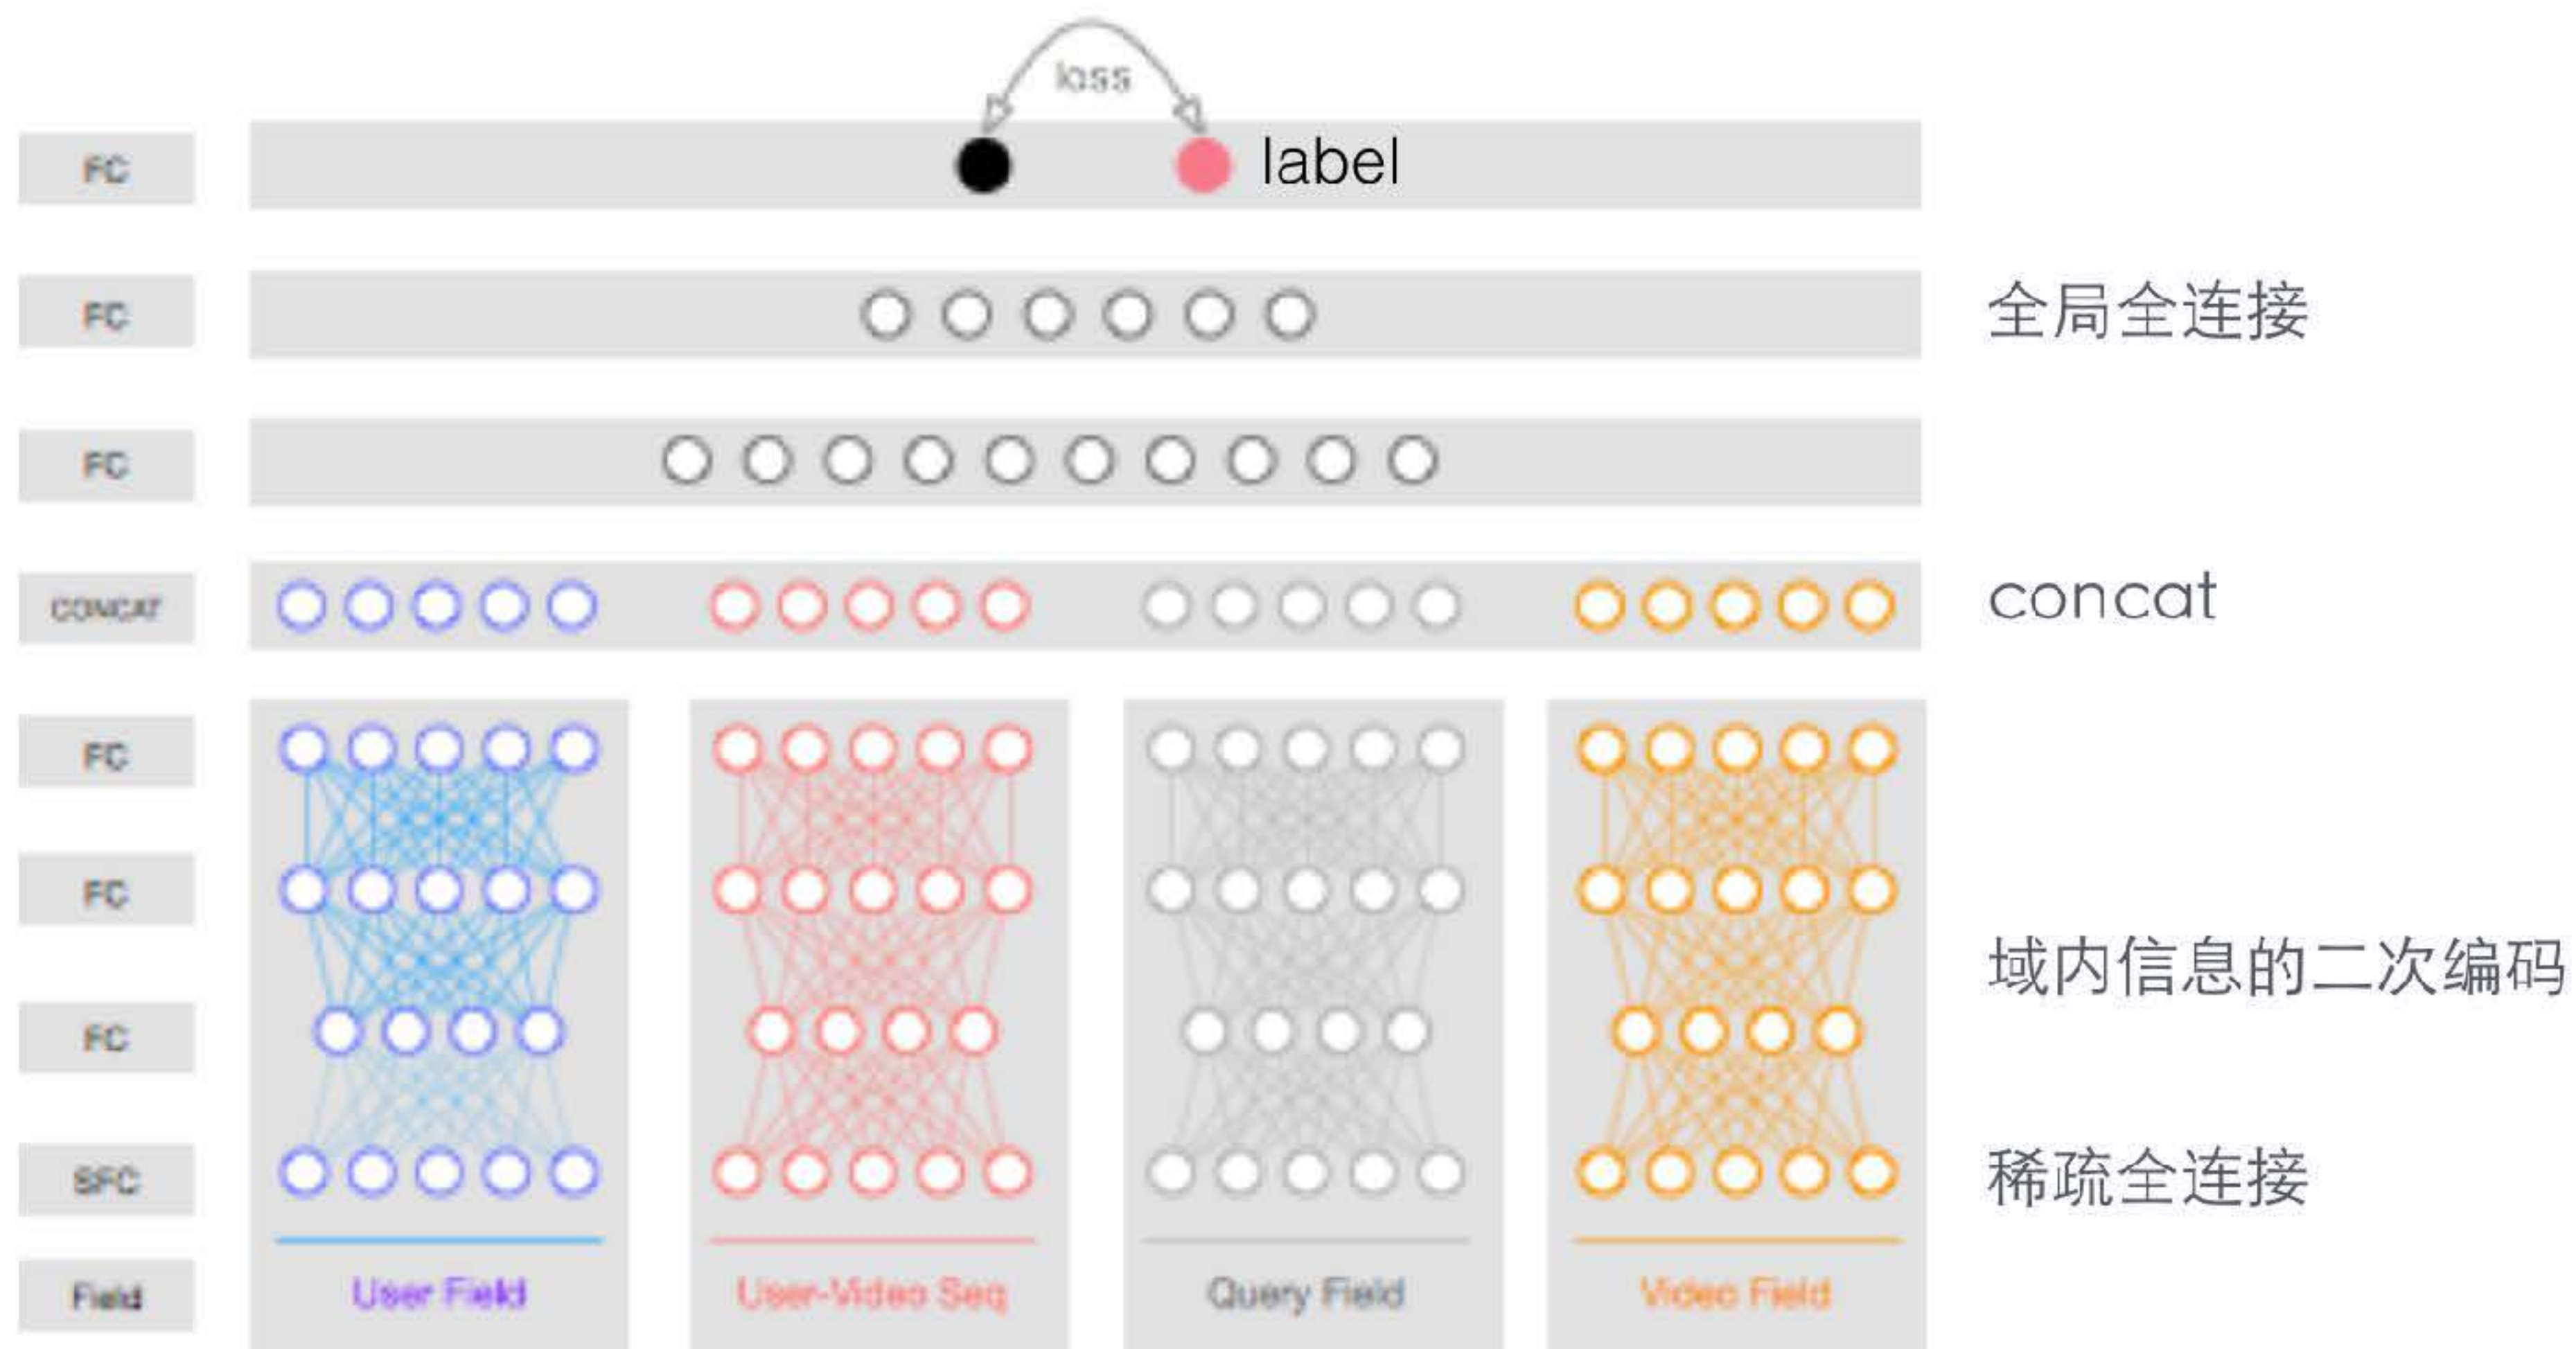 loss
FC label
FC 全局全连接
FC
CONCAT concat
FC
FC
域内信息的二次编码
FC
SFC 稀疏全连接
Field User Field User-Video Seq Query Field Video Field